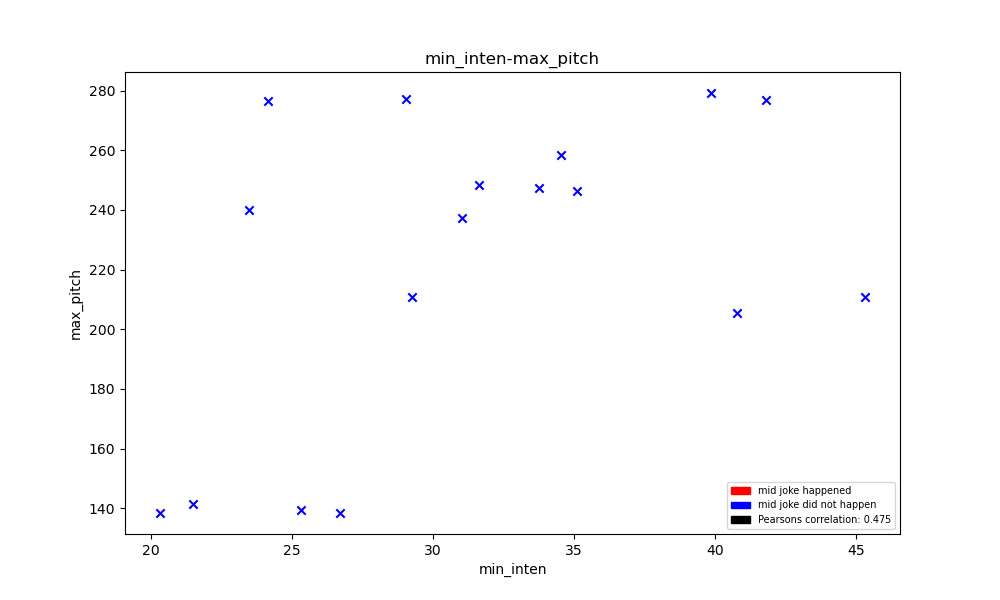 min_inten-max_pitch
280
260
240
220
200
180
160
140
max_pitch
mid joke happened
mid joke did not happen
Pearsons correlation: 0.475
20 25 30 35 40 45
min_inten